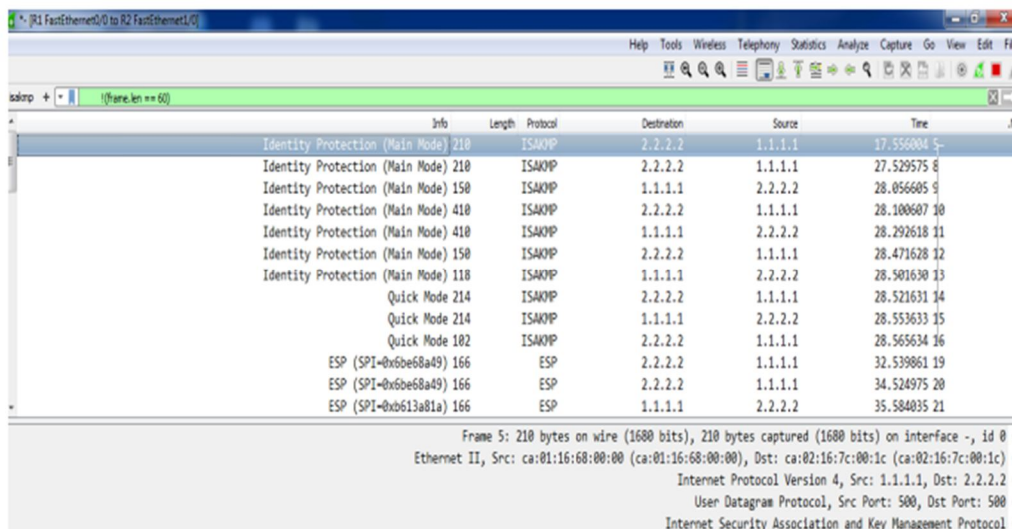 *- [R1 FastEthernet0/0 to R2 FastEthernet1/0]
Help Tools Wireless Telephony Statistics Analyze Capture Go View Edit
isakmp + !(frame.len == 60)
Info Length Protocol Destination Source Time
Identity Protection (Main Mode) 210 ISAKMP 2.2.2.2 1.1.1.1 17.556004 5
Identity Protection (Main Mode) 210 ISAKMP 2.2.2.2 1.1.1.1 27.529575 8
Identity Protection (Main Mode) 150 ISAKMP 1.1.1.1 2.2.2.2 28.056605 9
Identity Protection (Main Mode) 410 ISAKMP 2.2.2.2 1.1.1.1 28.100607 10
Identity Protection (Main Mode) 410 ISAKMP 1.1.1.1 2.2.2.2 28.292618 11
Identity Protection (Main Mode) 150 ISAKMP 2.2.2.2 1.1.1.1 28.471628 12
Identity Protection (Main Mode) 118 ISAKMP 1.1.1.1 2.2.2.2 28.501630 13
Quick Mode 214 ISAKMP 2.2.2.2 1.1.1.1 28.521631 14
Quick Mode 214 ISAKMP 1.1.1.1 2.2.2.2 28.553633 15
Quick Mode 102 ISAKMP 2.2.2.2 1.1.1.1 28.565634 16
ESP (SPI=0x6be68a49) 166 ESP 2.2.2.2 1.1.1.1 32.539861 19
ESP (SPI=0x6be68a49) 166 ESP 2.2.2.2 1.1.1.1 34.524975 20
ESP (SPI=0xb613a81a) 166 ESP 1.1.1.1 2.2.2.2 35.584035 21
Frame 5: 210 bytes on wire (1680 bits), 210 bytes captured (1680 bits) on interface -, id 0
Ethernet II, Src: ca:01:16:68:00:00 (ca:01:16:68:00:00), Dst: ca:02:16:7c:00:1c (ca:02:16:7c:00:1c)
Internet Protocol Version 4, Src: 1.1.1.1, Dst: 2.2.2.2
User Datagram Protocol, Src Port: 500, Dst Port: 500
Internet Security Association and Key Management Protocol